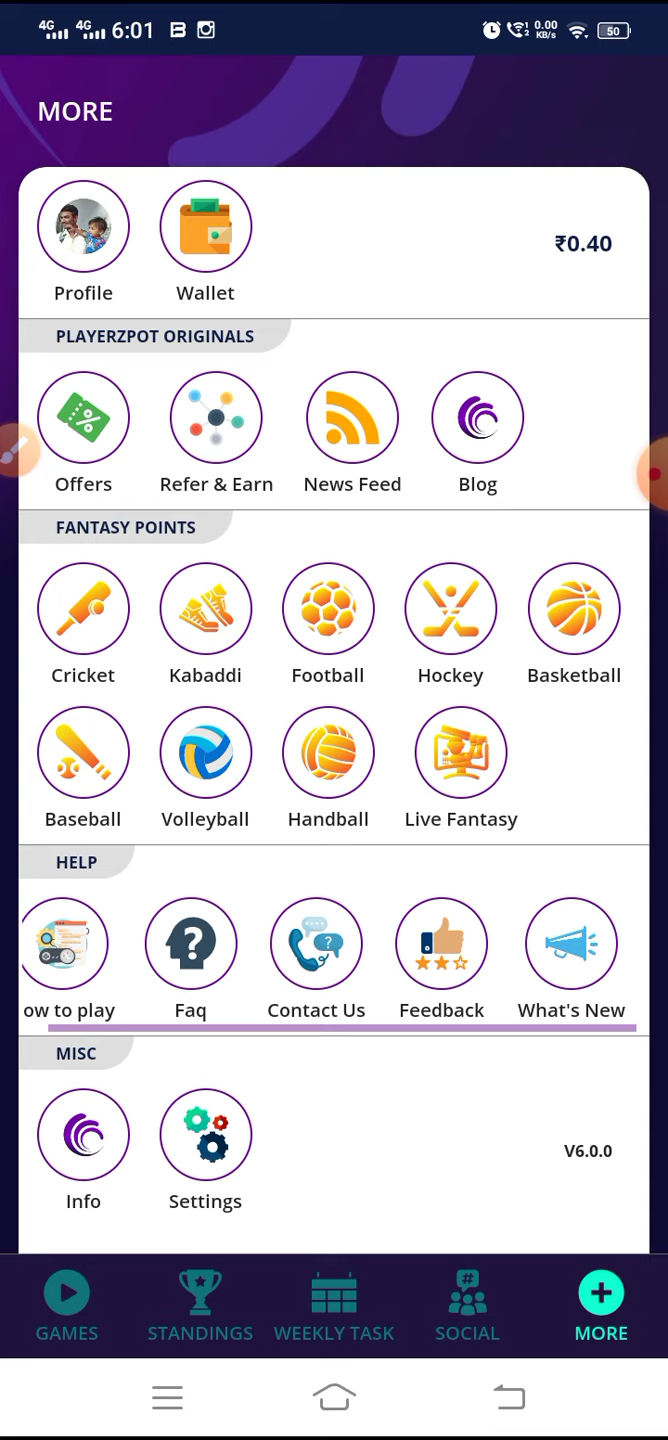 4G 4G 6:01 0.00 KB/s 50
MORE
₹0.40
Profile Wallet
PLAYERZPOT ORIGINALS
Offers Refer & Earn News Feed Blog
FANTASY POINTS
Cricket Kabaddi Football Hockey Basketball
Baseball Volleyball Handball Live Fantasy
HELP
ow to play Faq Contact Us Feedback What's New
MISC
V6.0.0
Info Settings
GAMES STANDINGS WEEKLY TASK SOCIAL MORE